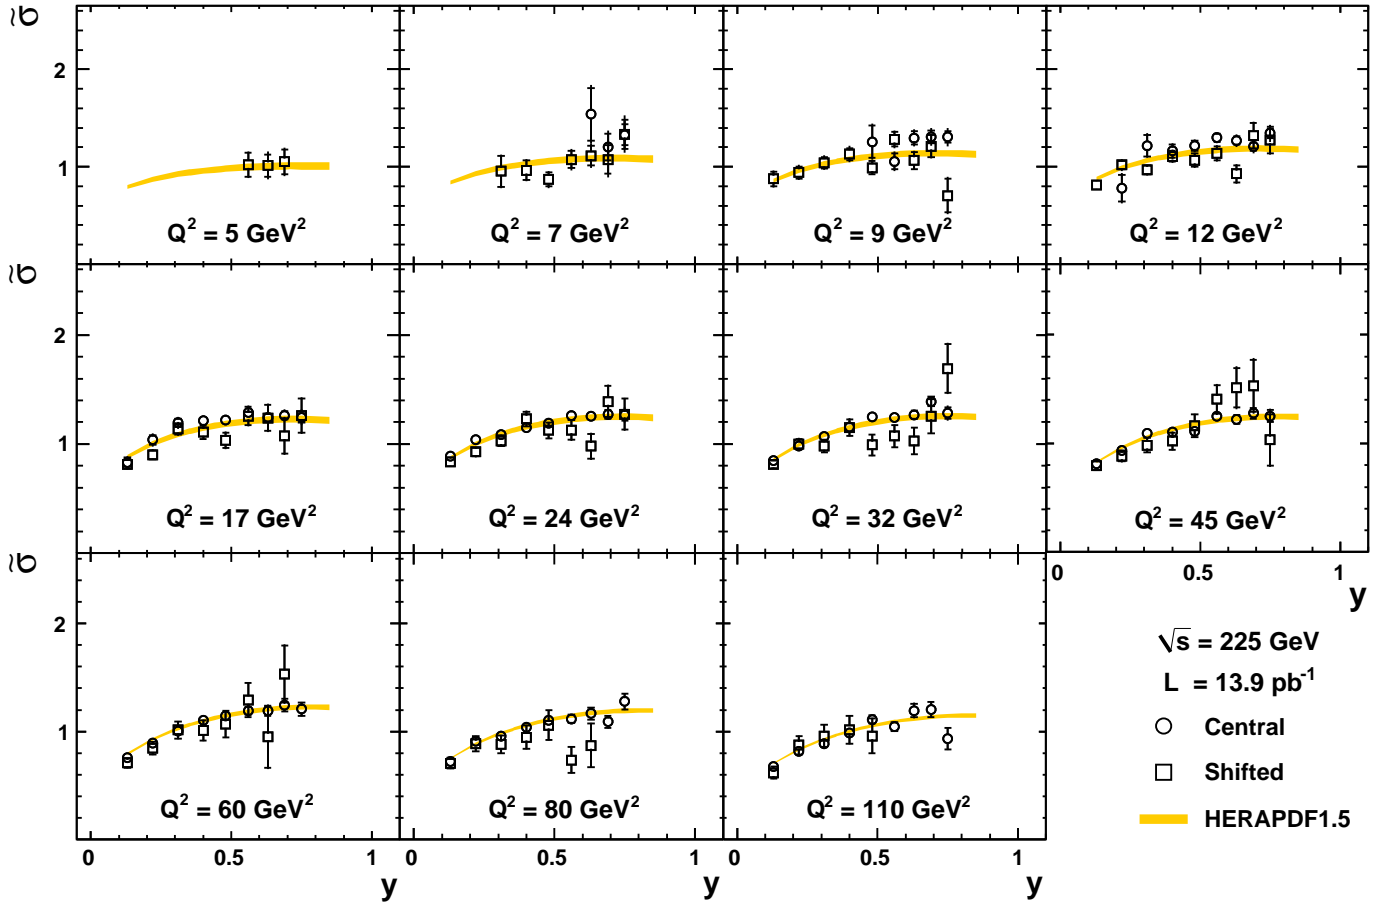 σ̃
2
1
Q² = 5 GeV²
Q² = 7 GeV²
Q² = 9 GeV²
Q² = 12 GeV²
σ̃
2
1
Q² = 17 GeV²
Q² = 24 GeV²
Q² = 32 GeV²
Q² = 45 GeV²
0 0.5 1
y
σ̃
2
1
Q² = 60 GeV²
Q² = 80 GeV²
Q² = 110 GeV²
0 0.5 1
y
0 0.5 1
y
0 0.5 1
y
√s = 225 GeV
L = 13.9 pb⁻¹
Central
Shifted
HERAPDF1.5